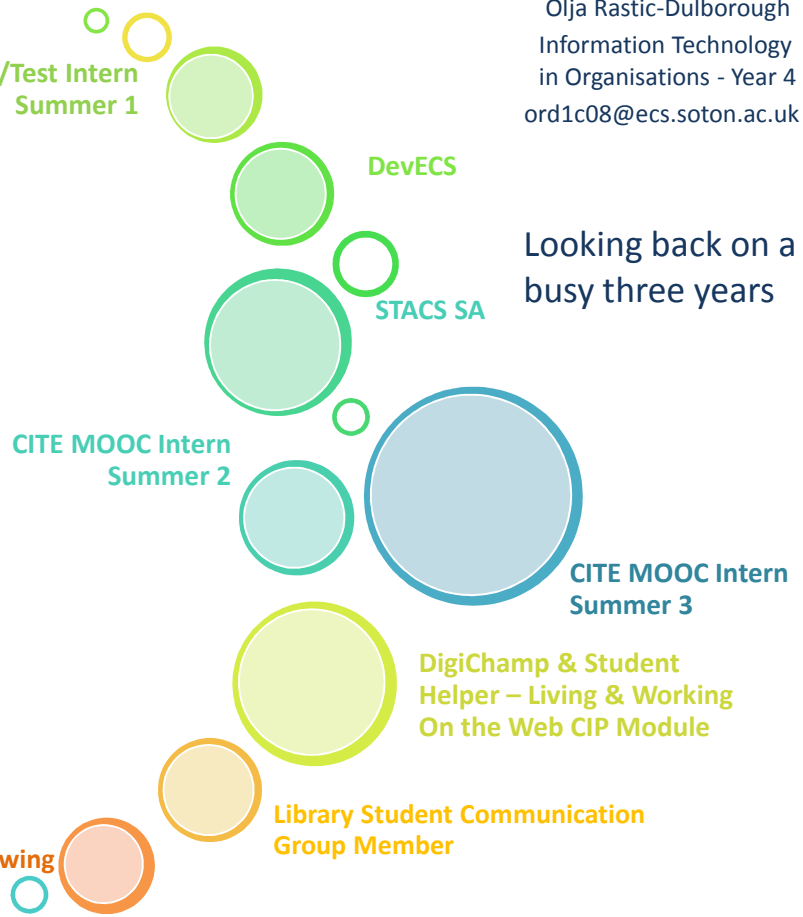 Olja Rastic-Dulborough
Information Technology
in Organisations - Year 4
ord1c08@ecs.soton.ac.uk
/Test Intern
Summer 1
DevECS
Looking back on a
busy three years
STACS SA
CITE MOOC Intern
Summer 2
CITE MOOC Intern
Summer 3
DigiChamp & Student
Helper – Living & Working
On the Web CIP Module
Library Student Communication
Group Member
wing